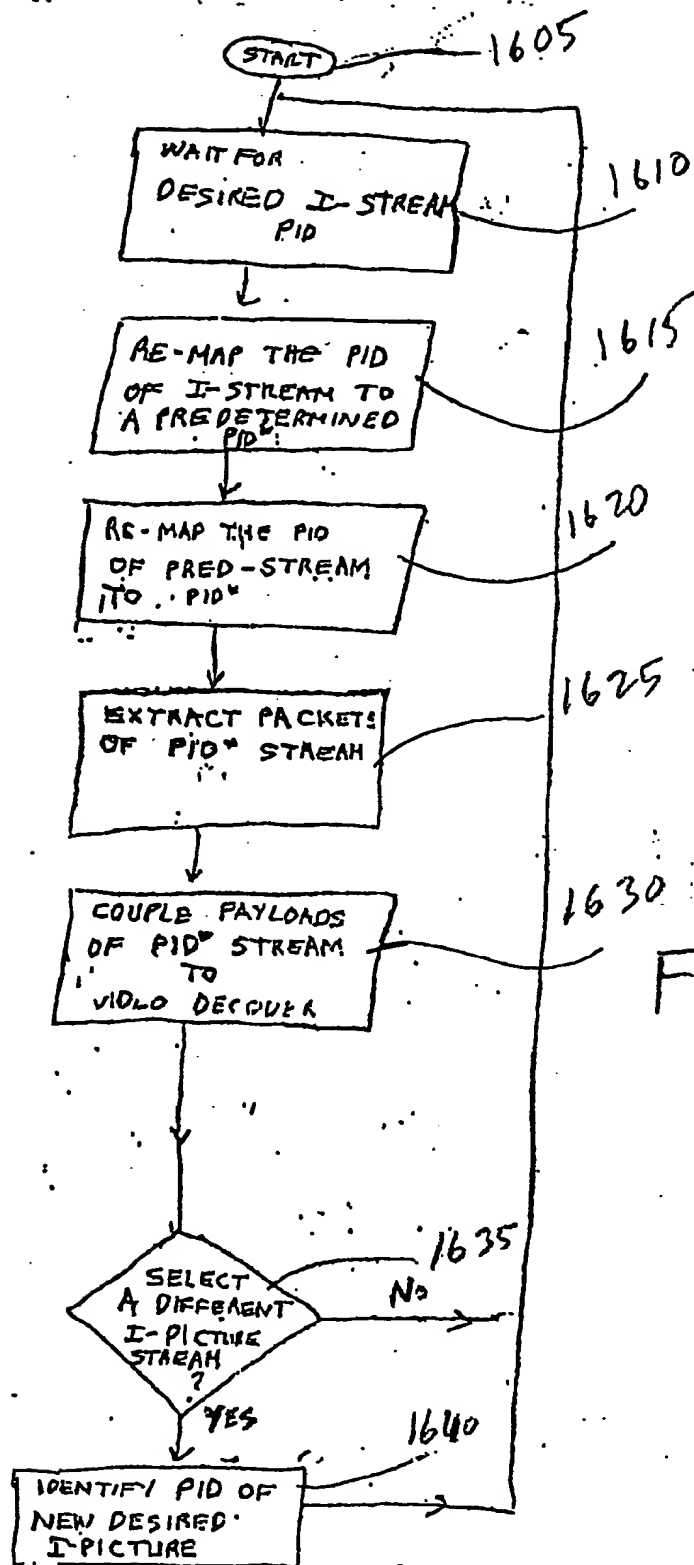 START
1605
WAIT FOR
DESIRED I-STREAM
PID
1610
RE-MAP THE PID
OF I-STREAM TO
A PREDETERMINED
PID*
1615
RE-MAP THE PID
OF PRED-STREAM
TO PID*
1620
EXTRACT PACKETS
OF PID* STREAM
1625
COUPLE PAYLOADS
OF PID* STREAM
TO
VIDEO DECODER
1630
F
SELECT
A DIFFERENT
I-PICTURE
STREAM
?
1635
No
YES
1640
IDENTIFY PID OF
NEW DESIRED
I-PICTURE